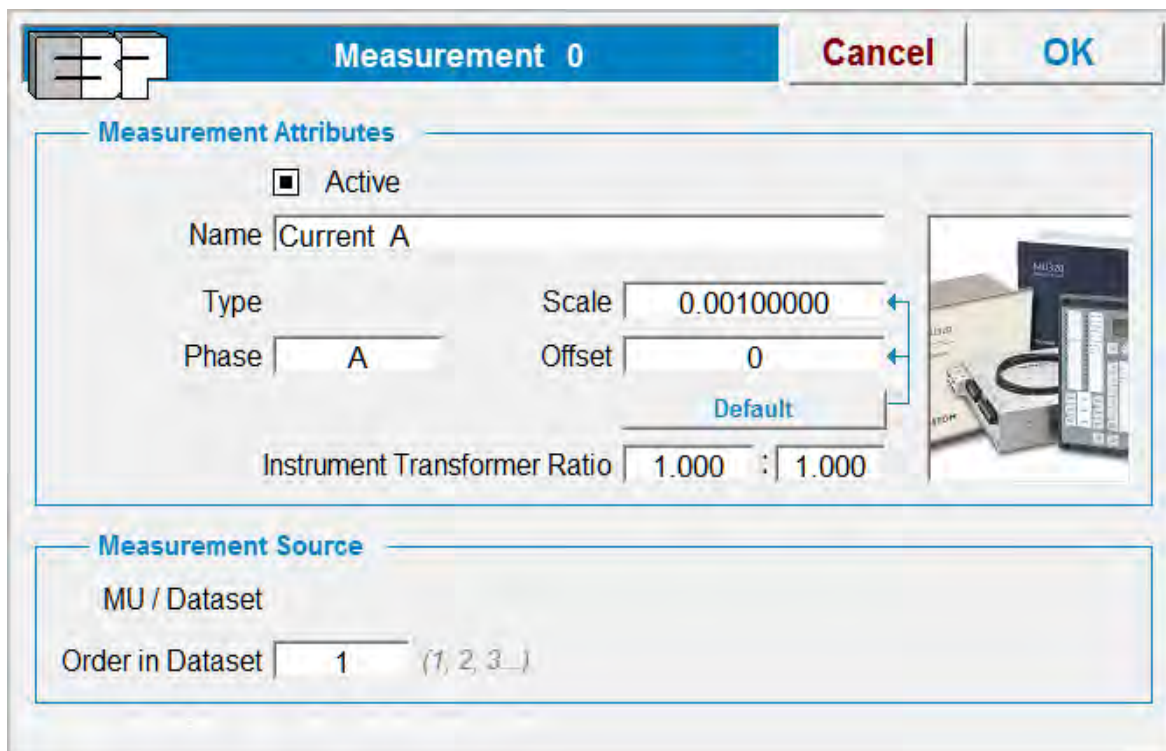 Measurement 0
Cancel
OK
Measurement Attributes
Active
Name Current A
Type
Scale 0.00100000
Phase A
Offset 0
Default
Instrument Transformer Ratio 1.000 : 1.000
Measurement Source
MU / Dataset
Order in Dataset 1 (1, 2, 3...)